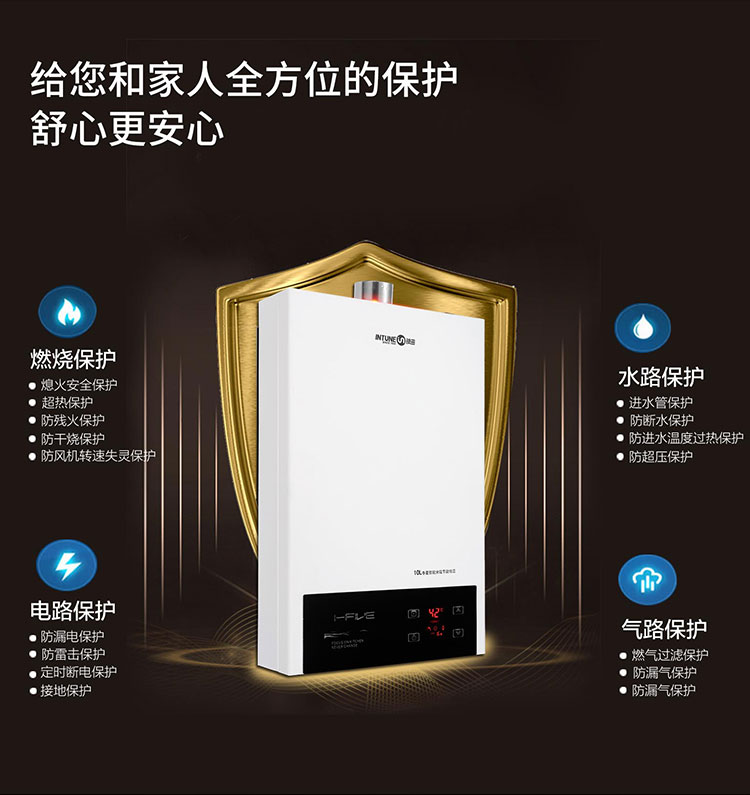 给您和家人全方位的保护
舒心更安心
燃烧保护
熄火安全保护
超热保护
防残火保护
防干烧保护
防风机转速失灵保护
水路保护
进水管保护
防断水保护
防进水温度过热保护
防超压保护
INTUNE
电路保护
防漏电保护
防雷击保护
定时断电保护
接地保护
气路保护
燃气过滤保护
防漏气保护
防漏气保护
10L
42